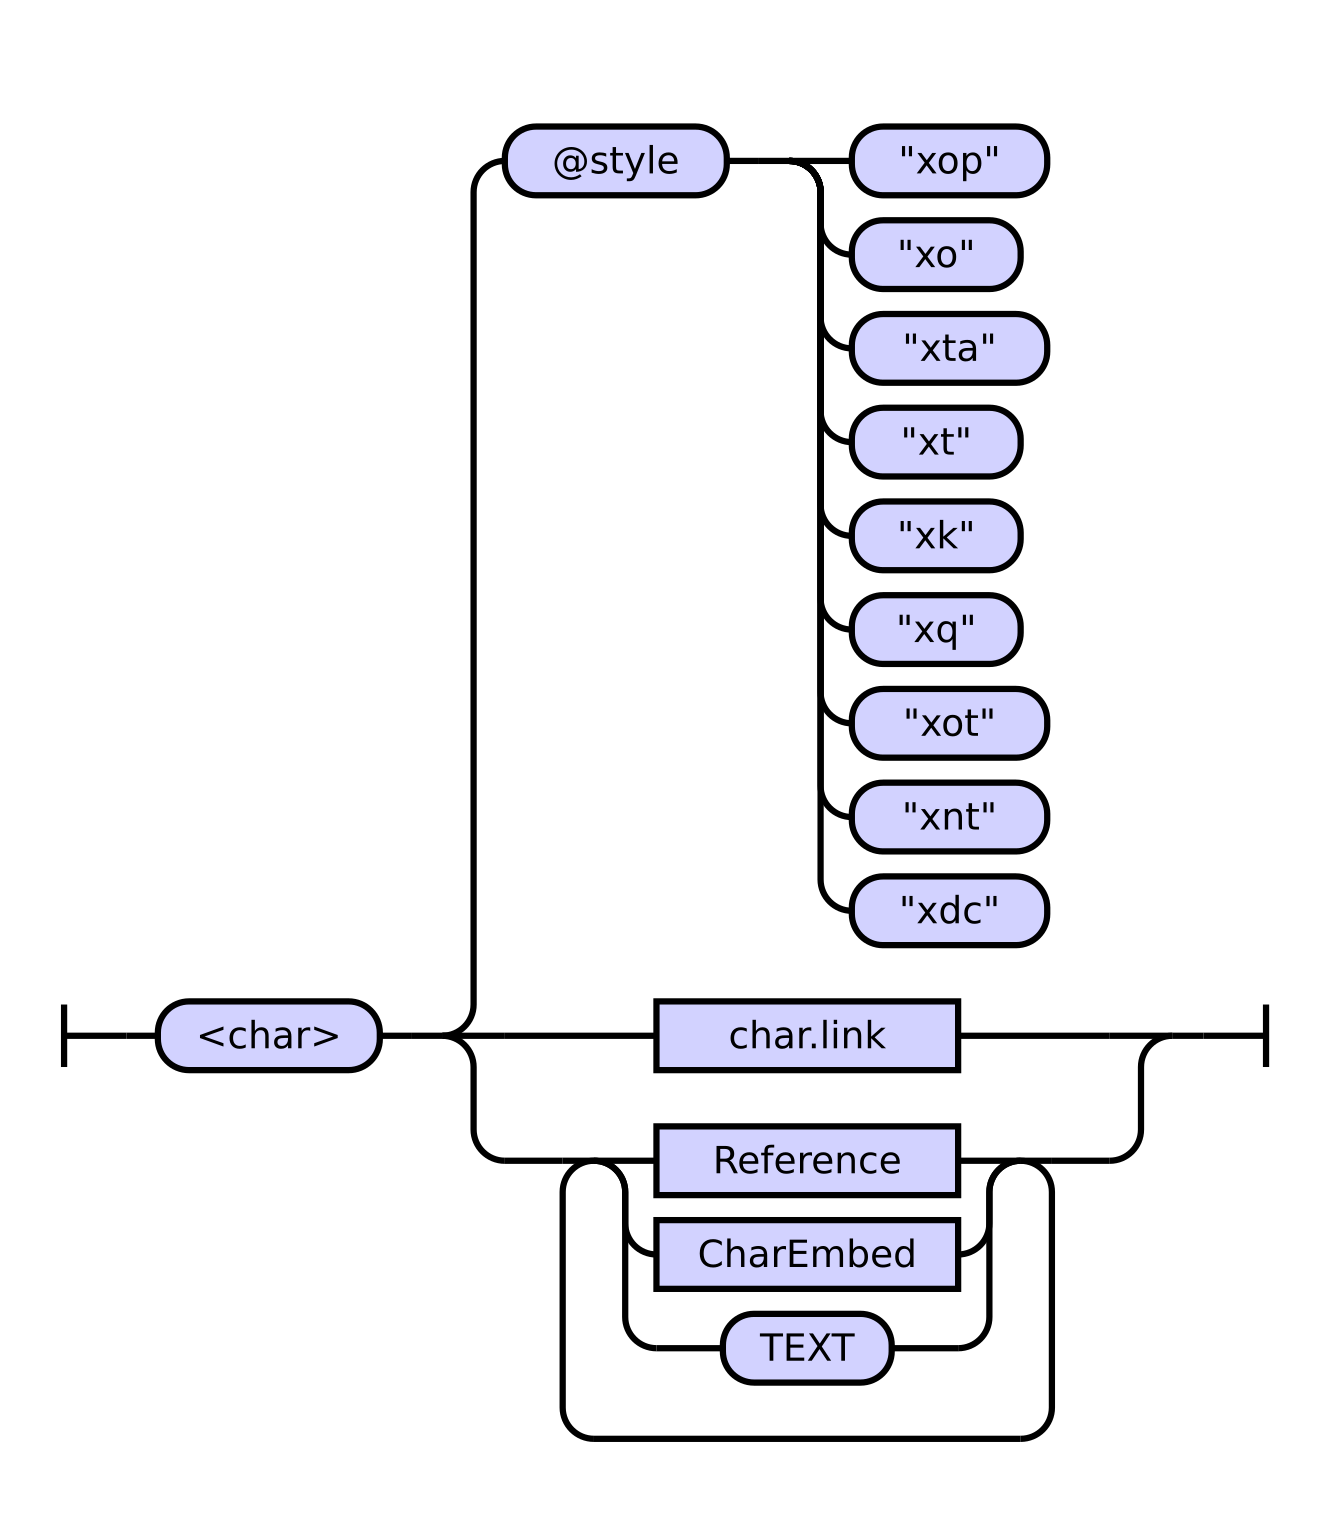 @style
"xop"
"xo"
"xta"
"xt"
"xk"
"xq"
"xot"
"xnt"
"xdc"
<char>
char.link
Reference
CharEmbed
TEXT